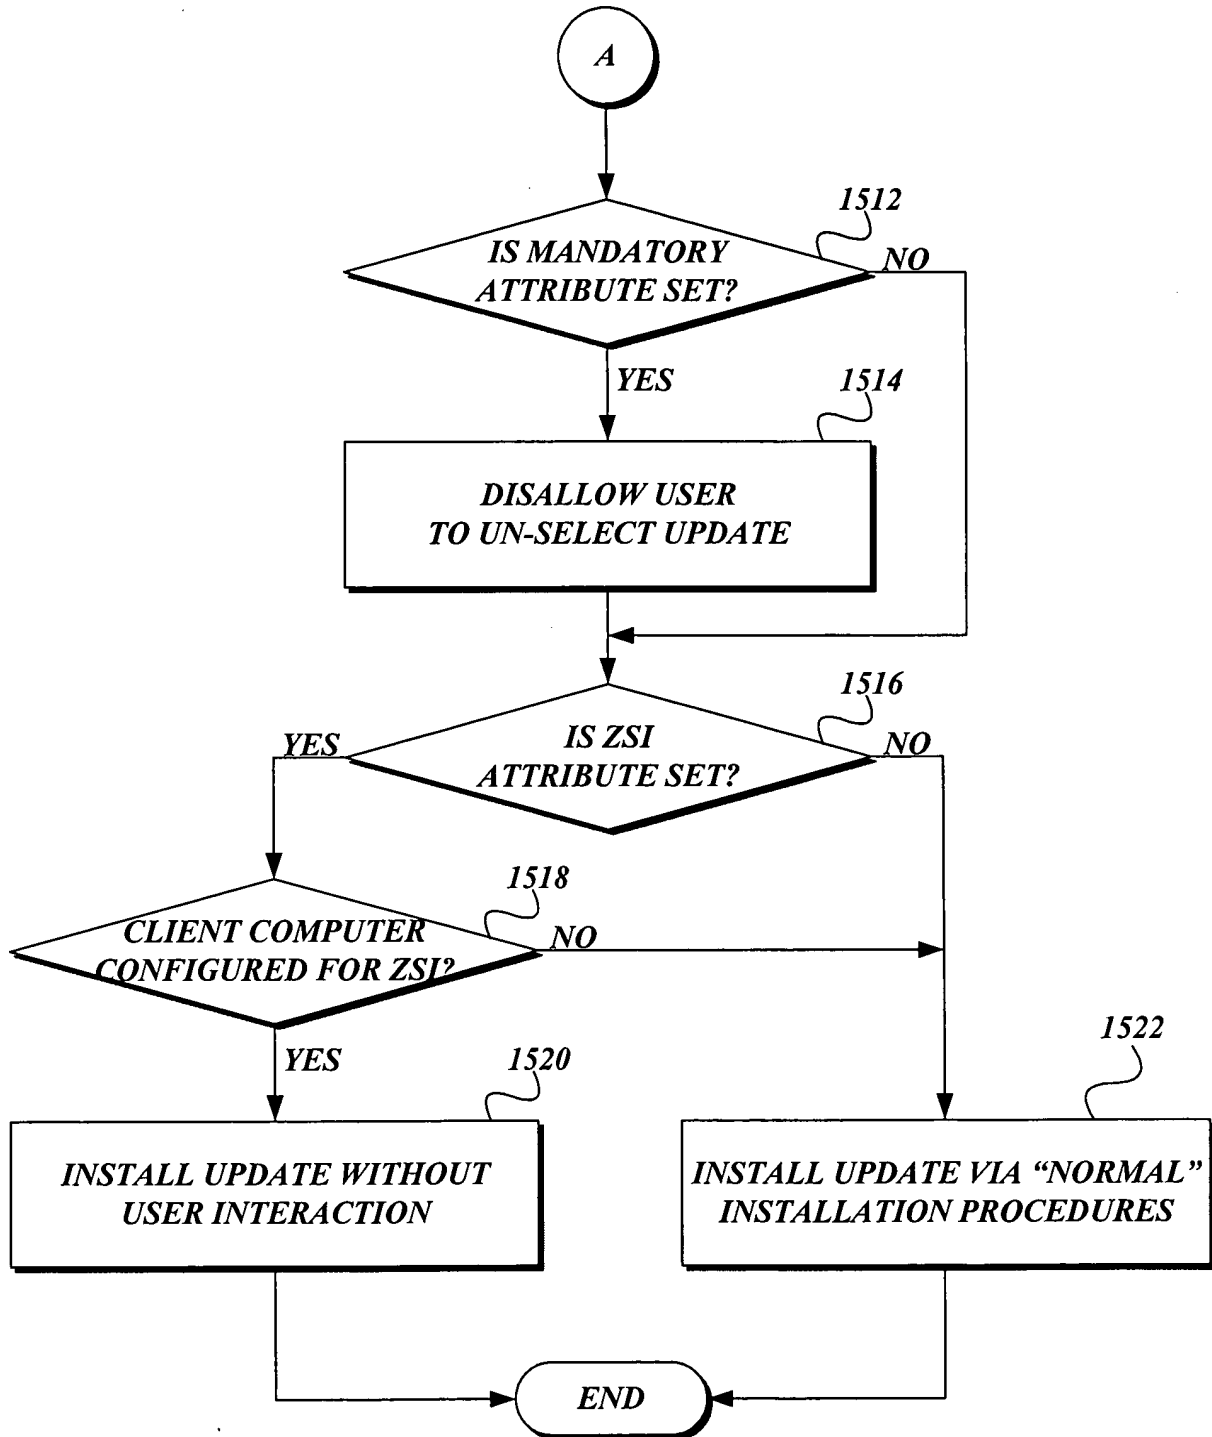 A
1512
IS MANDATORY
ATTRIBUTE SET?
NO
YES
1514
DISALLOW USER
TO UN-SELECT UPDATE
1516
IS ZSI
ATTRIBUTE SET?
YES
NO
1518
CLIENT COMPUTER
CONFIGURED FOR ZSI?
NO
YES
1520
1522
INSTALL UPDATE WITHOUT
USER INTERACTION
INSTALL UPDATE VIA “NORMAL”
INSTALLATION PROCEDURES
END